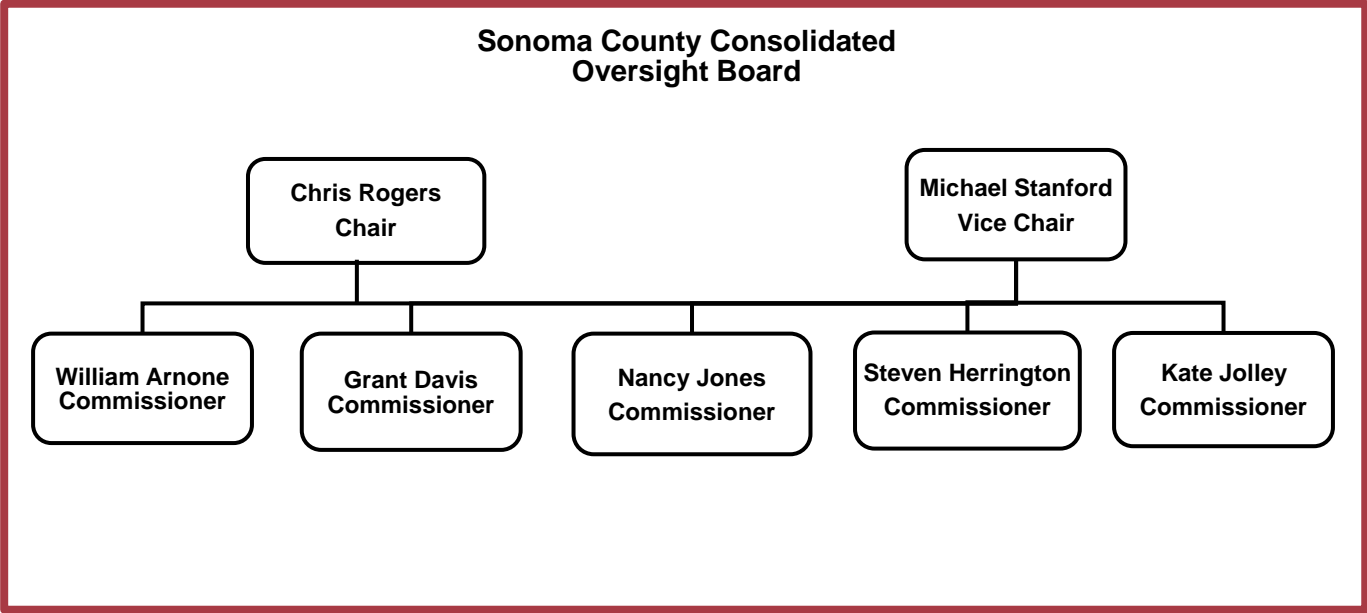 Sonoma County Consolidated
Oversight Board
Chris Rogers
Chair
Michael Stanford
Vice Chair
William Arnone
Commissioner
Grant Davis
Commissioner
Nancy Jones
Commissioner
Steven Herrington
Commissioner
Kate Jolley
Commissioner